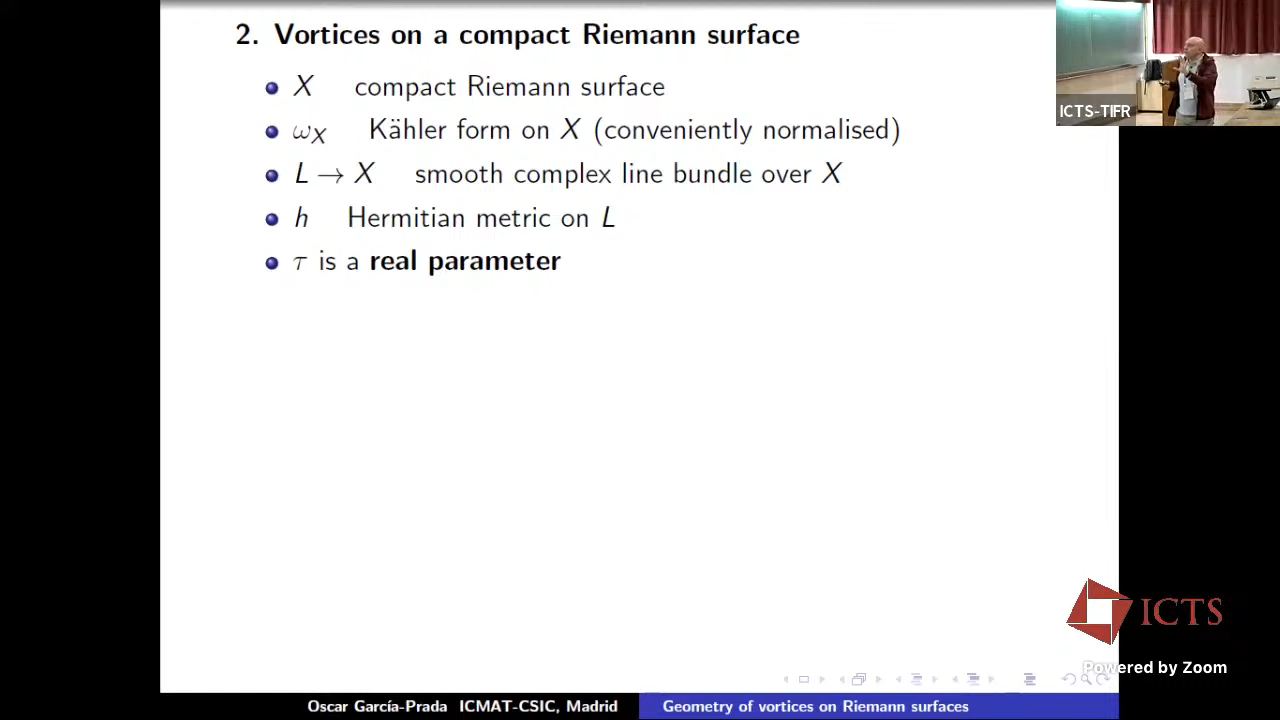 2. Vortices on a compact Riemann surface
X compact Riemann surface
ω_X Kähler form on X (conveniently normalised)
L → X smooth complex line bundle over X
h Hermitian metric on L
τ is a real parameter
ICTS-TIFR
ICTS
Powered by Zoom
Oscar García-Prada ICMAT-CSIC, Madrid Geometry of vortices on Riemann surfaces